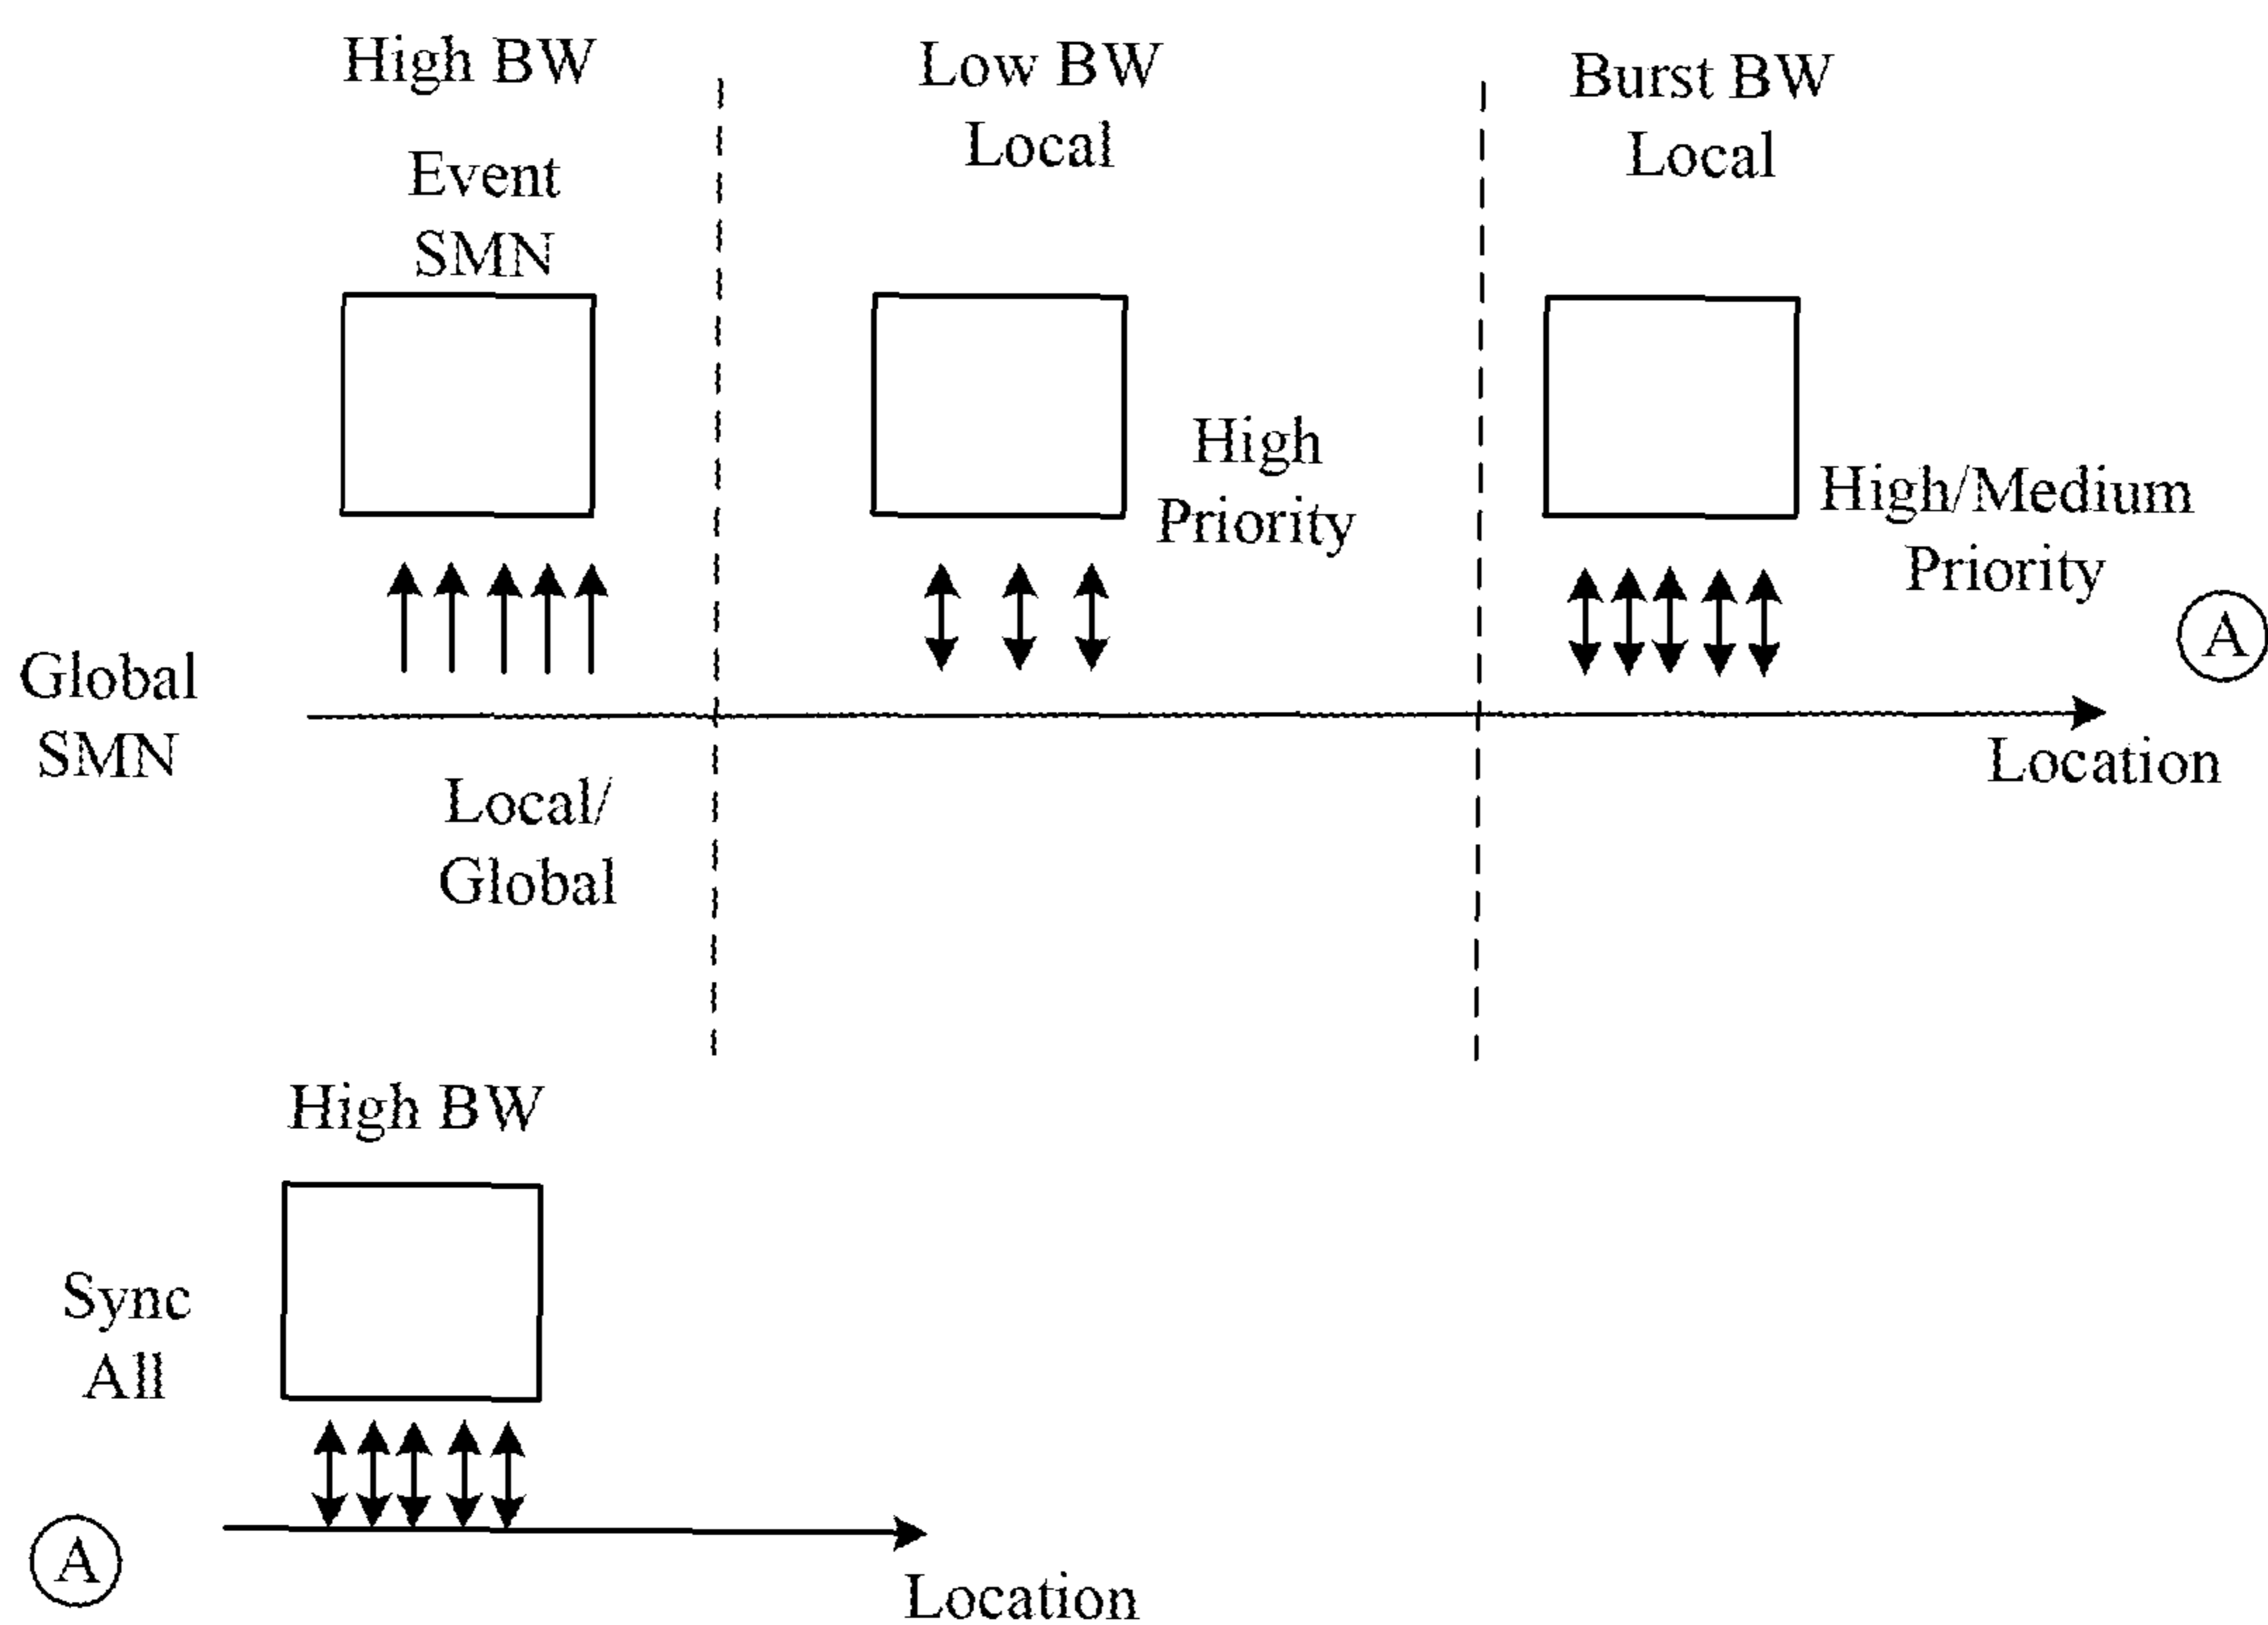 High BW
Event
SMN
Low BW
Local
Burst BW
Local
High
Priority
High/Medium
Priority
A
Global
SMN
Location
Local/
Global
High BW
Sync
All
A
Location